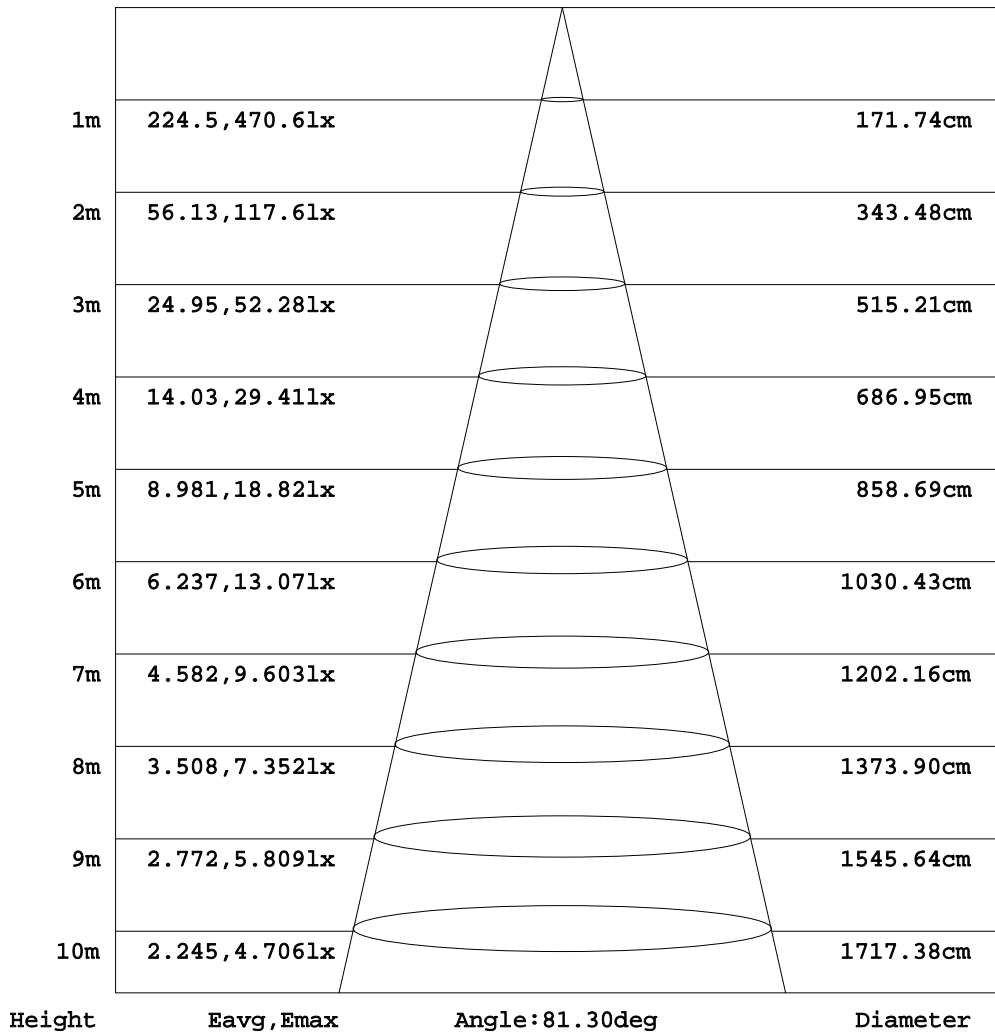 1m 224.5,470.6lx 171.74cm
2m 56.13,117.6lx 343.48cm
3m 24.95,52.28lx 515.21cm
4m 14.03,29.41lx 686.95cm
5m 8.981,18.82lx 858.69cm
6m 6.237,13.07lx 1030.43cm
7m 4.582,9.603lx 1202.16cm
8m 3.508,7.352lx 1373.90cm
9m 2.772,5.809lx 1545.64cm
10m 2.245,4.706lx 1717.38cm
Height Eavg,Emax Angle:81.30deg Diameter